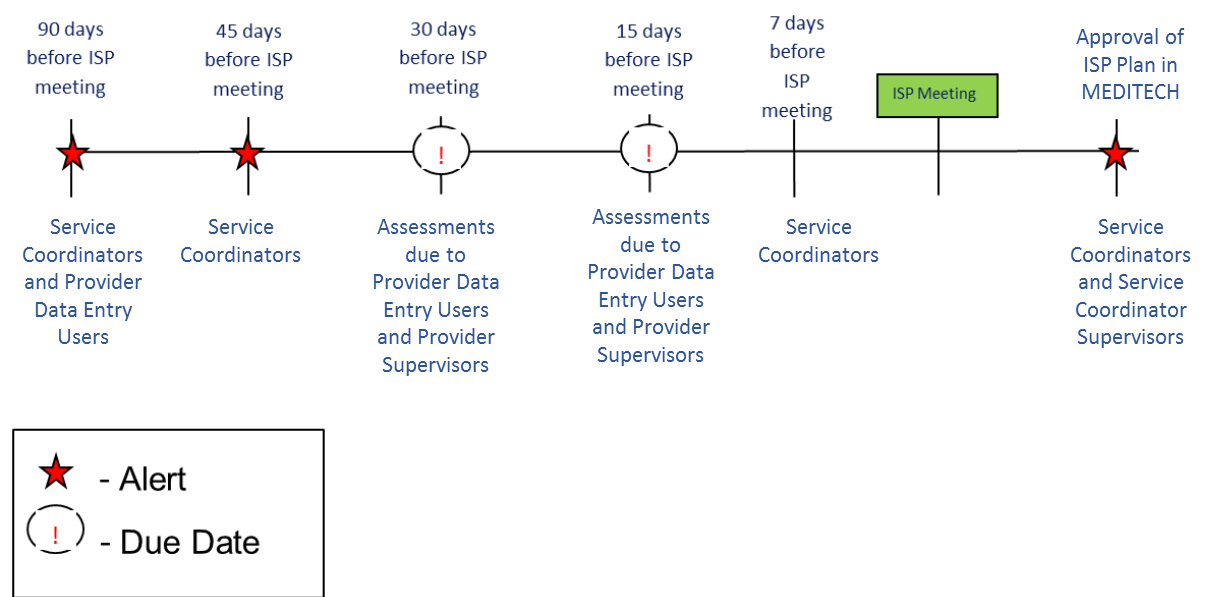 90 days
before ISP
meeting
45 days
before ISP
meeting
30 days
before ISP
meeting
15 days
before ISP
meeting
7 days
before
ISP
meeting
ISP Meeting
Approval of
ISP Plan in
MEDITECH
!
!
Service
Coordinators
and Provider
Data Entry
Users
Service
Coordinators
Assessments
due to
Provider Data
Entry Users
and Provider
Supervisors
Assessments
due to
Provider Data
Entry Users
and Provider
Supervisors
Service
Coordinators
Service
Coordinators
and Service
Coordinator
Supervisors
- Alert
! - Due Date